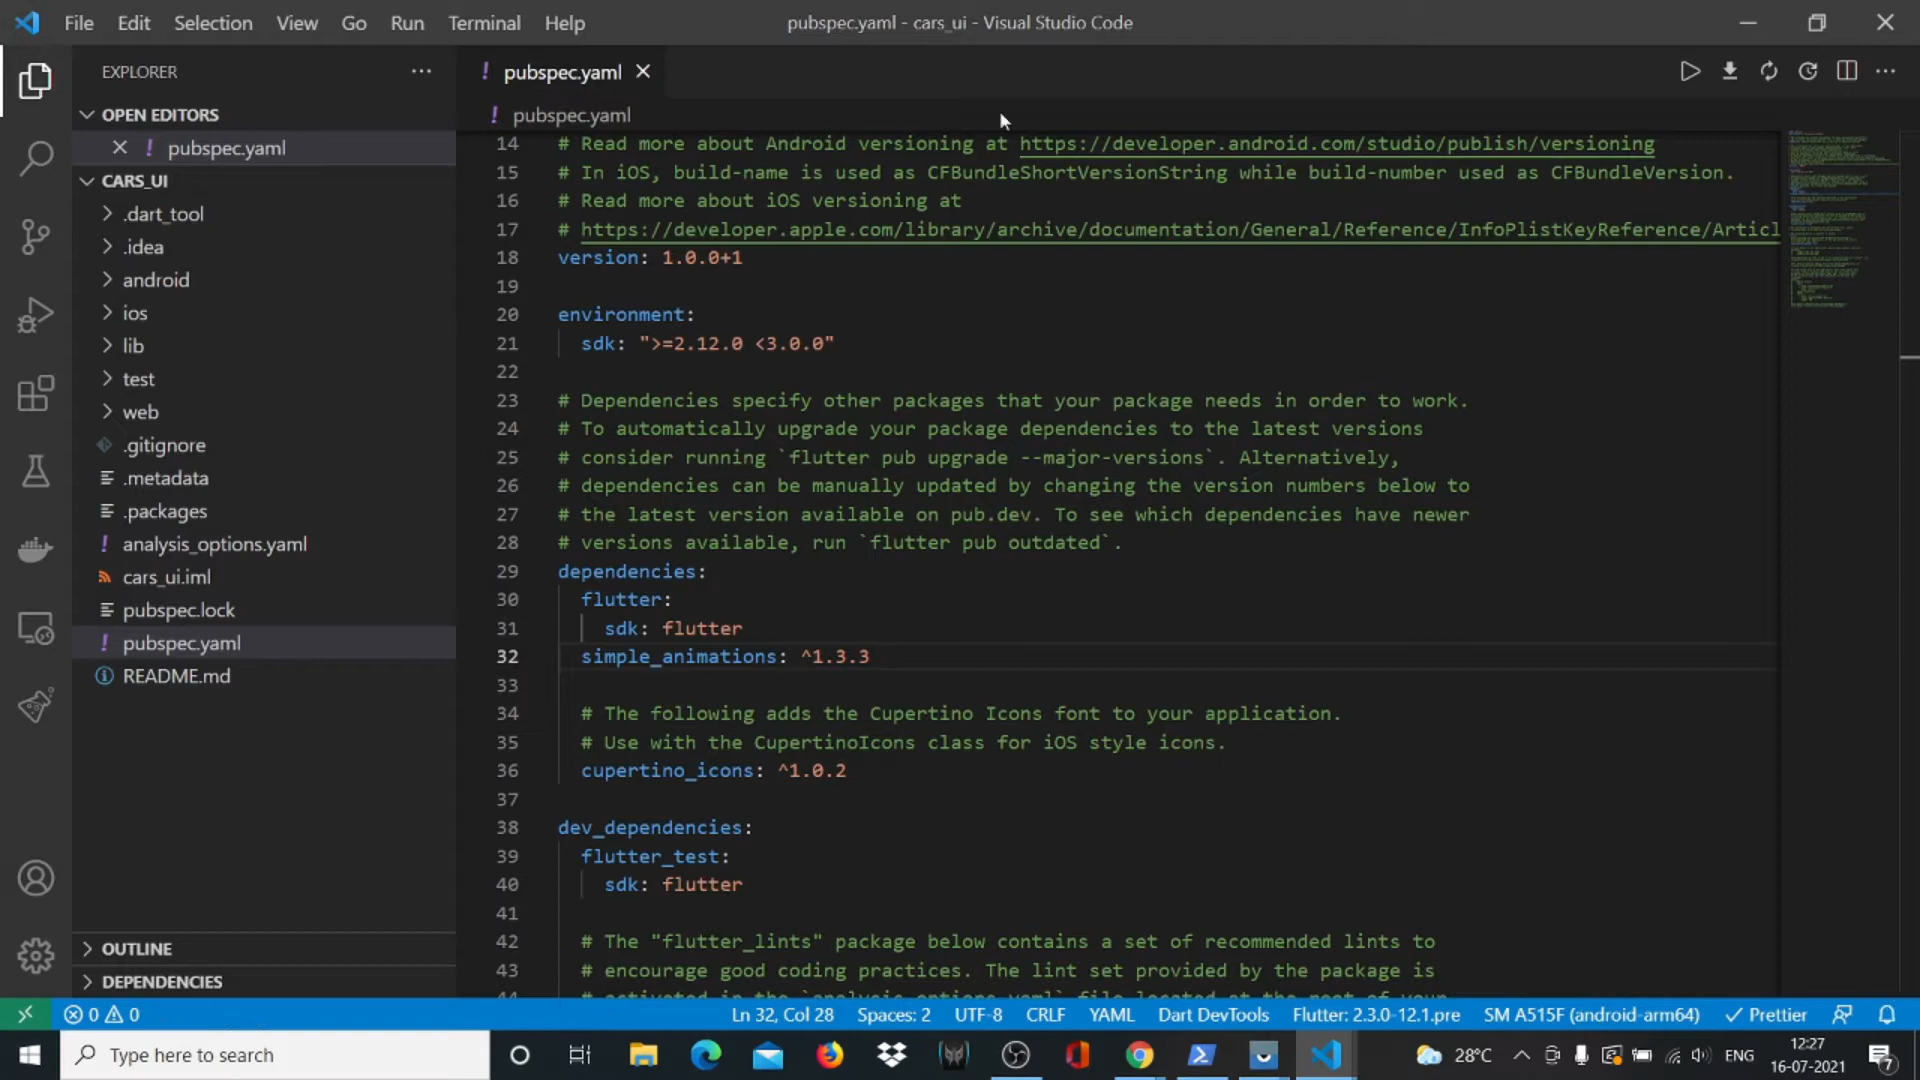 File Edit Selection View Go Run Terminal Help
pubspec.yaml - cars_ui - Visual Studio Code
EXPLORER
OPEN EDITORS
pubspec.yaml
CARS_UI
.dart_tool
.idea
android
ios
lib
test
web
.gitignore
.metadata
.packages
analysis_options.yaml
cars_ui.iml
pubspec.lock
pubspec.yaml
README.md
OUTLINE
DEPENDENCIES
pubspec.yaml
pubspec.yaml
14 # Read more about Android versioning at https://developer.android.com/studio/publish/versioning
15 # In iOS, build-name is used as CFBundleShortVersionString while build-number used as CFBundleVersion.
16 # Read more about iOS versioning at
17 # https://developer.apple.com/library/archive/documentation/General/Reference/InfoPlistKeyReference/Articl
18 version: 1.0.0+1
19
20 environment:
21 sdk: ">=2.12.0 <3.0.0"
22
23 # Dependencies specify other packages that your package needs in order to work.
24 # To automatically upgrade your package dependencies to the latest versions
25 # consider running `flutter pub upgrade --major-versions`. Alternatively,
26 # dependencies can be manually updated by changing the version numbers below to
27 # the latest version available on pub.dev. To see which dependencies have newer
28 # versions available, run `flutter pub outdated`.
29 dependencies:
30 flutter:
31 sdk: flutter
32 simple_animations: ^1.3.3
33
34 # The following adds the Cupertino Icons font to your application.
35 # Use with the CupertinoIcons class for iOS style icons.
36 cupertino_icons: ^1.0.2
37
38 dev_dependencies:
39 flutter_test:
40 sdk: flutter
41
42 # The "flutter_lints" package below contains a set of recommended lints to
43 # encourage good coding practices. The lint set provided by the package is
44 # activated in the `analysis_options.yaml` file located at the root of your
0 0 Ln 32, Col 28 Spaces: 2 UTF-8 CRLF YAML Dart DevTools Flutter: 2.3.0-12.1.pre SM A515F (android-arm64) Prettier
Type here to search
28°C ENG
12:27
16-07-2021
7